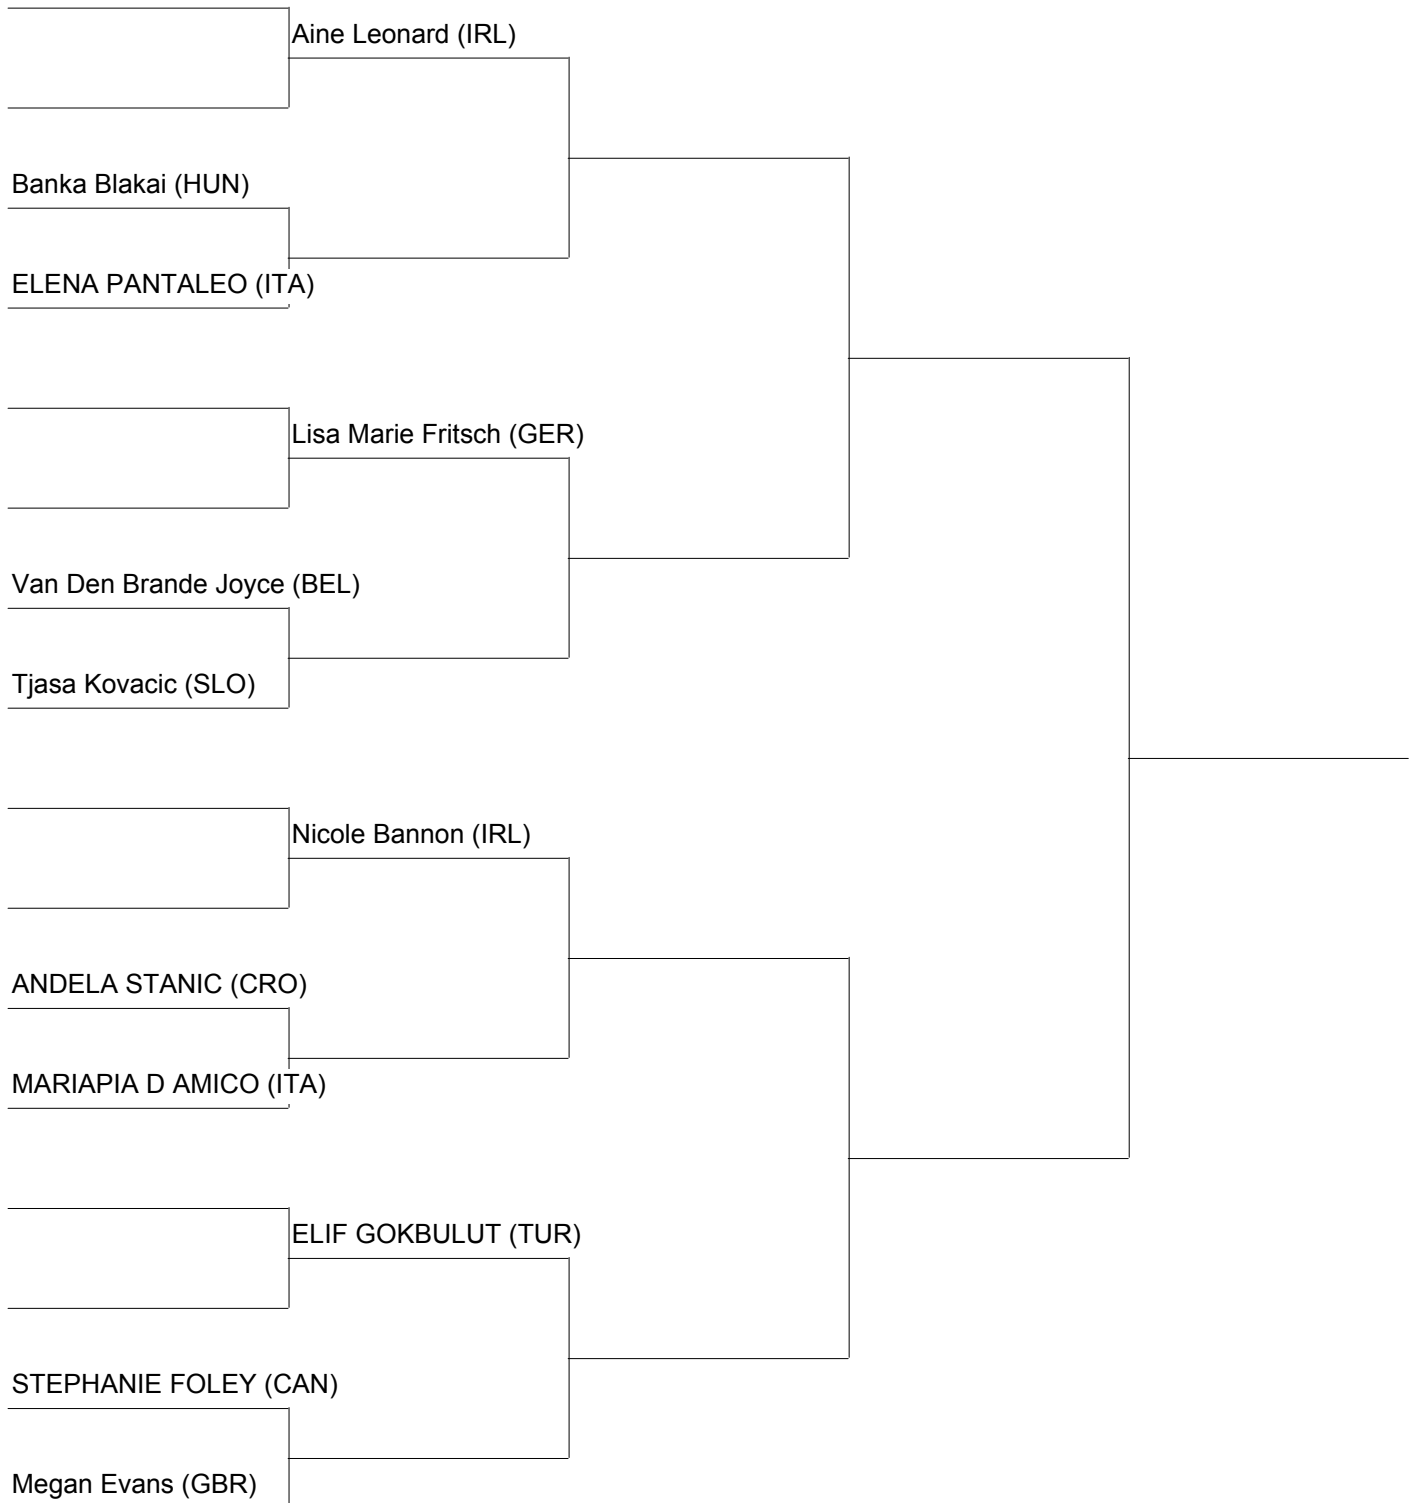 Aine Leonard (IRL)
Banka Blakai (HUN)
ELENA PANTALEO (ITA)
Lisa Marie Fritsch (GER)
Van Den Brande Joyce (BEL)
Tjasa Kovacic (SLO)
Nicole Bannon (IRL)
ANDELA STANIC (CRO)
MARIAPIA D AMICO (ITA)
ELIF GOKBULUT (TUR)
STEPHANIE FOLEY (CAN)
Megan Evans (GBR)